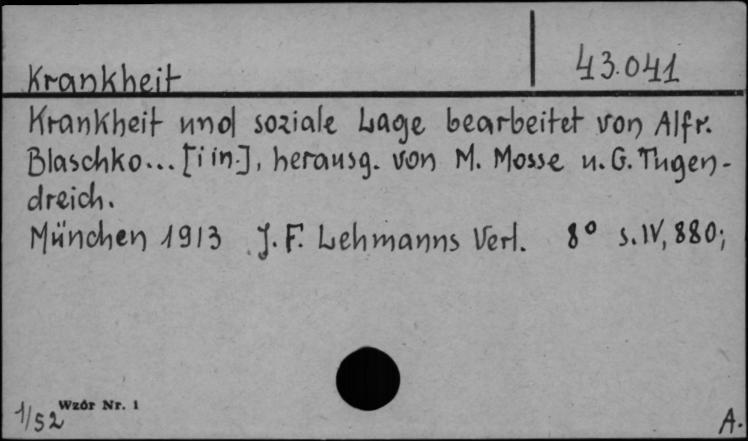 Krankheit 43.041
Krankheit und soziale Lage bearbeitet von Alfr.
Blaschko... [i in.], herausg. von M. Mosse u. G. Tugen-
dreich.
München 1913 J. F. Lehmanns Verl. 8° s. IV, 880;
Wzór Nr. 1
1/52 A.